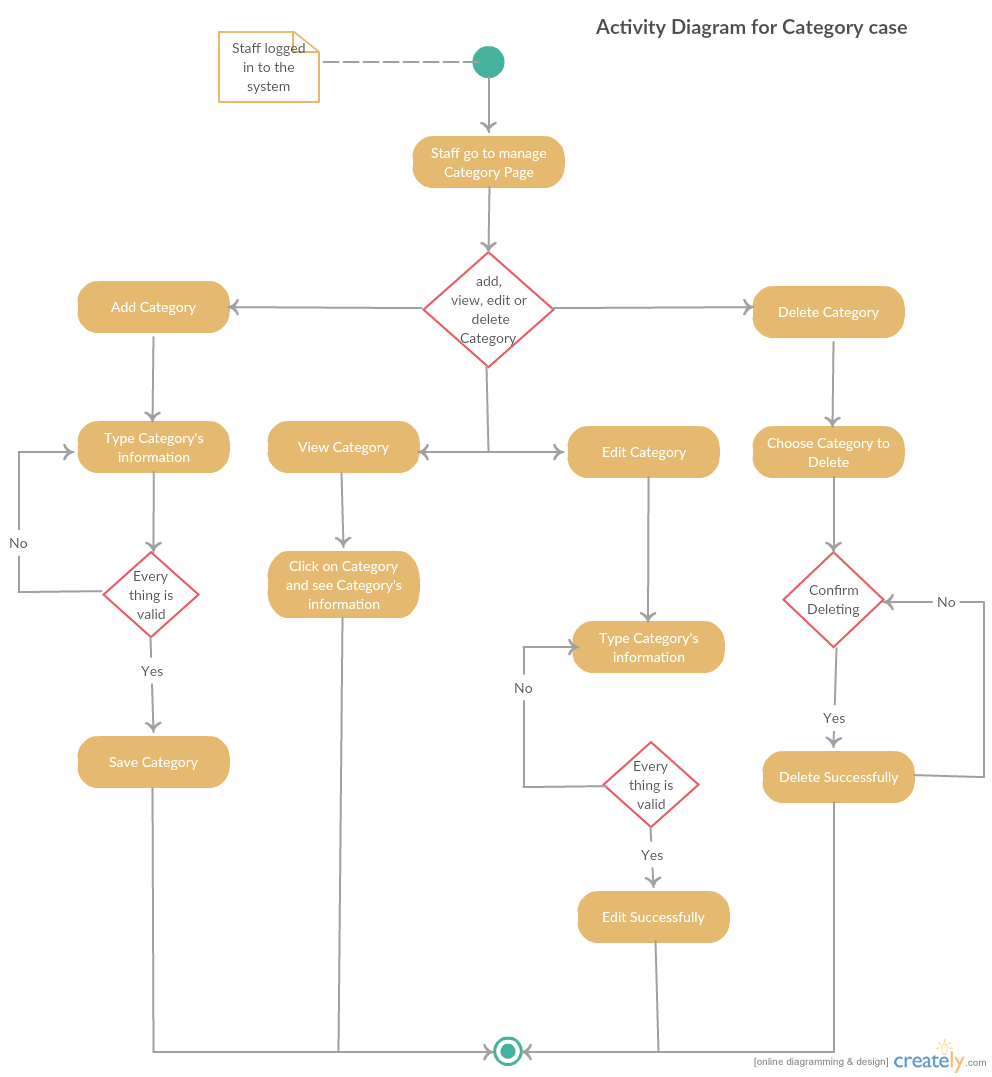 Activity Diagram for Category case
Staff logged
in to the
system
Staff go to manage
Category Page
add,
view, edit or
delete
Category
Add Category
Delete Category
Type Category's
information
View Category
Edit Category
Choose Category to
Delete
No
Every
thing is
valid
Click on Category
and see Category's
information
Confirm
Deleting
No
Type Category's
information
Yes
No
Yes
Save Category
Every
thing is
valid
Delete Successfully
Yes
Edit Successfully
[online diagramming & design] creately.com